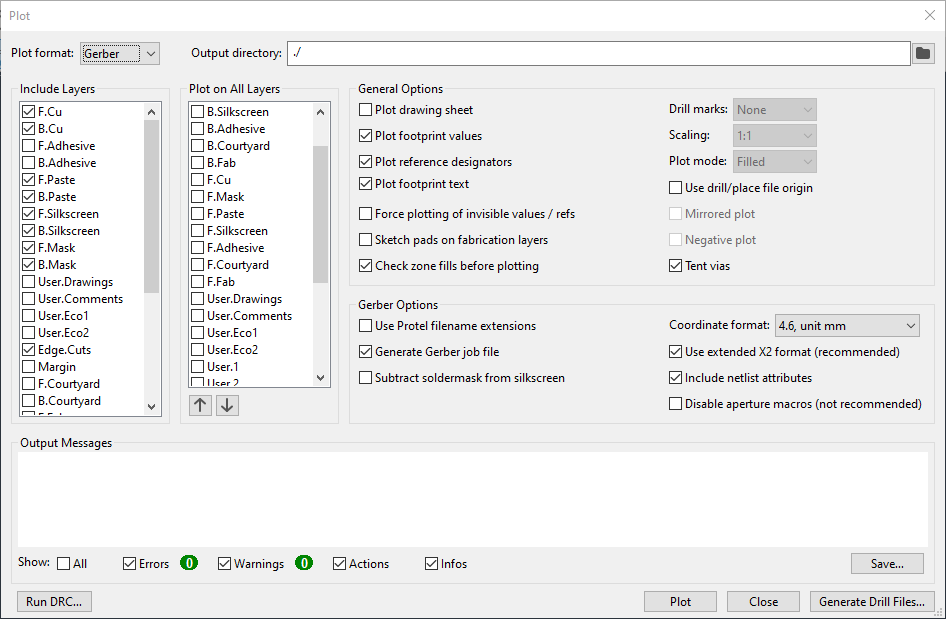 Plot
Plot format: Gerber
Output directory: ./
Include Layers
F.Cu
B.Cu
F.Adhesive
B.Adhesive
F.Paste
B.Paste
F.Silkscreen
B.Silkscreen
F.Mask
B.Mask
User.Drawings
User.Comments
User.Eco1
User.Eco2
Edge.Cuts
Margin
F.Courtyard
B.Courtyard
Plot on All Layers
B.Silkscreen
B.Adhesive
B.Courtyard
B.Fab
F.Cu
F.Mask
F.Paste
F.Silkscreen
F.Adhesive
F.Courtyard
F.Fab
User.Drawings
User.Comments
User.Eco1
User.Eco2
User.1
User.2
General Options
Plot drawing sheet
Plot footprint values
Plot reference designators
Plot footprint text
Force plotting of invisible values / refs
Sketch pads on fabrication layers
Check zone fills before plotting
Drill marks: None
Scaling: 1:1
Plot mode: Filled
Use drill/place file origin
Mirrored plot
Negative plot
Tent vias
Gerber Options
Use Protel filename extensions
Generate Gerber job file
Subtract soldermask from silkscreen
Coordinate format: 4.6, unit mm
Use extended X2 format (recommended)
Include netlist attributes
Disable aperture macros (not recommended)
Output Messages
Show: All Errors 0 Warnings 0 Actions Infos Save...
Run DRC... Plot Close Generate Drill Files...